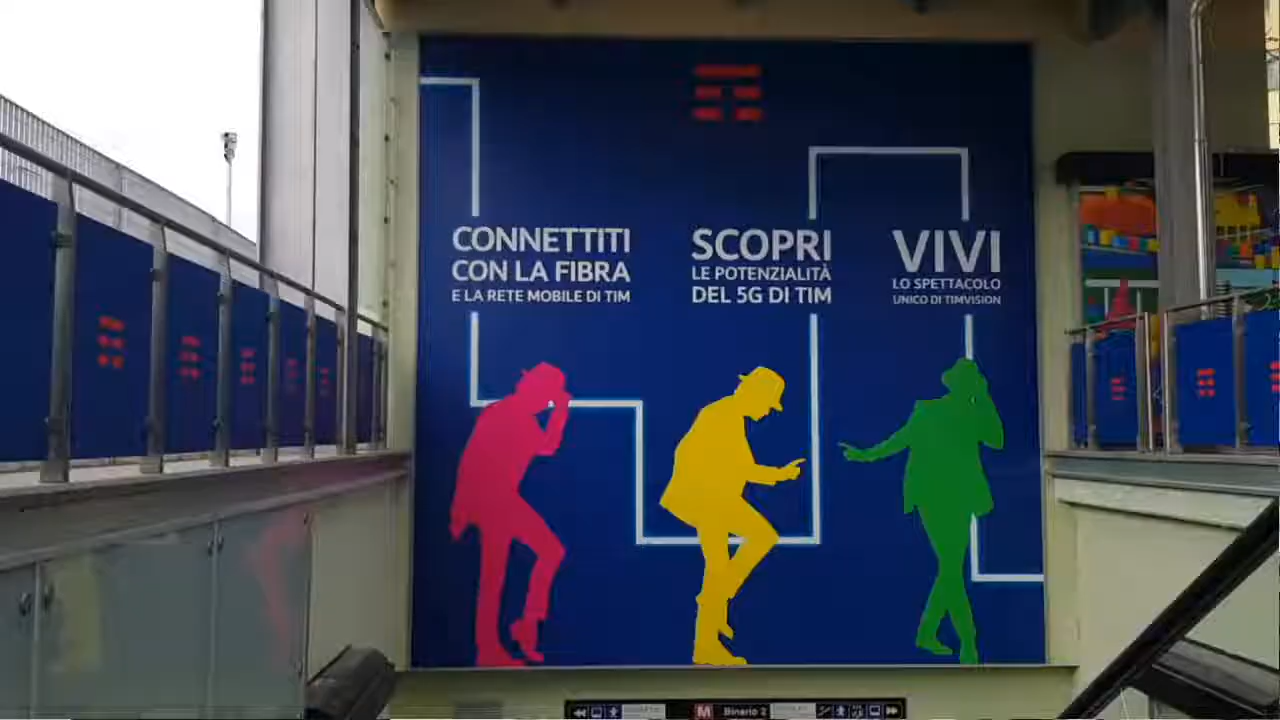 CONNETTITI
CON LA FIBRA
E LA RETE MOBILE DI TIM
SCOPRI
LE POTENZIALITÀ
DEL 5G DI TIM
VIVI
LO SPETTACOLO
UNICO DI TIMVISION
M Binario 2